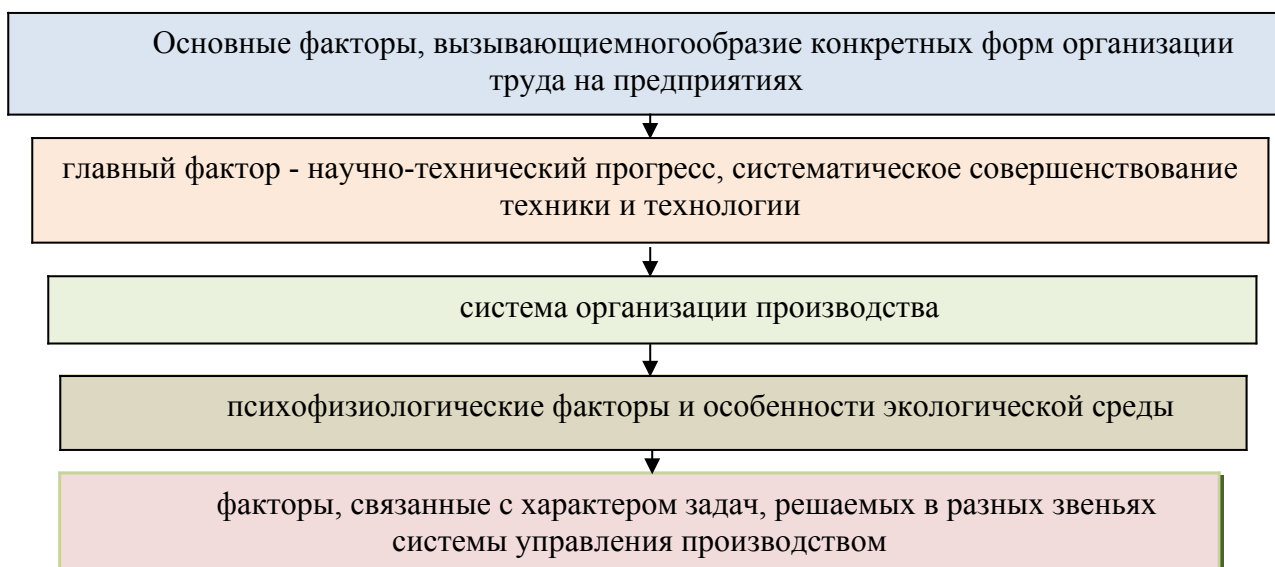 Основные факторы, вызывающиемногообразие конкретных форм организации
труда на предприятиях
главный фактор - научно-технический прогресс, систематическое совершенствование
техники и технологии
система организации производства
психофизиологические факторы и особенности экологической среды
факторы, связанные с характером задач, решаемых в разных звеньях
системы управления производством